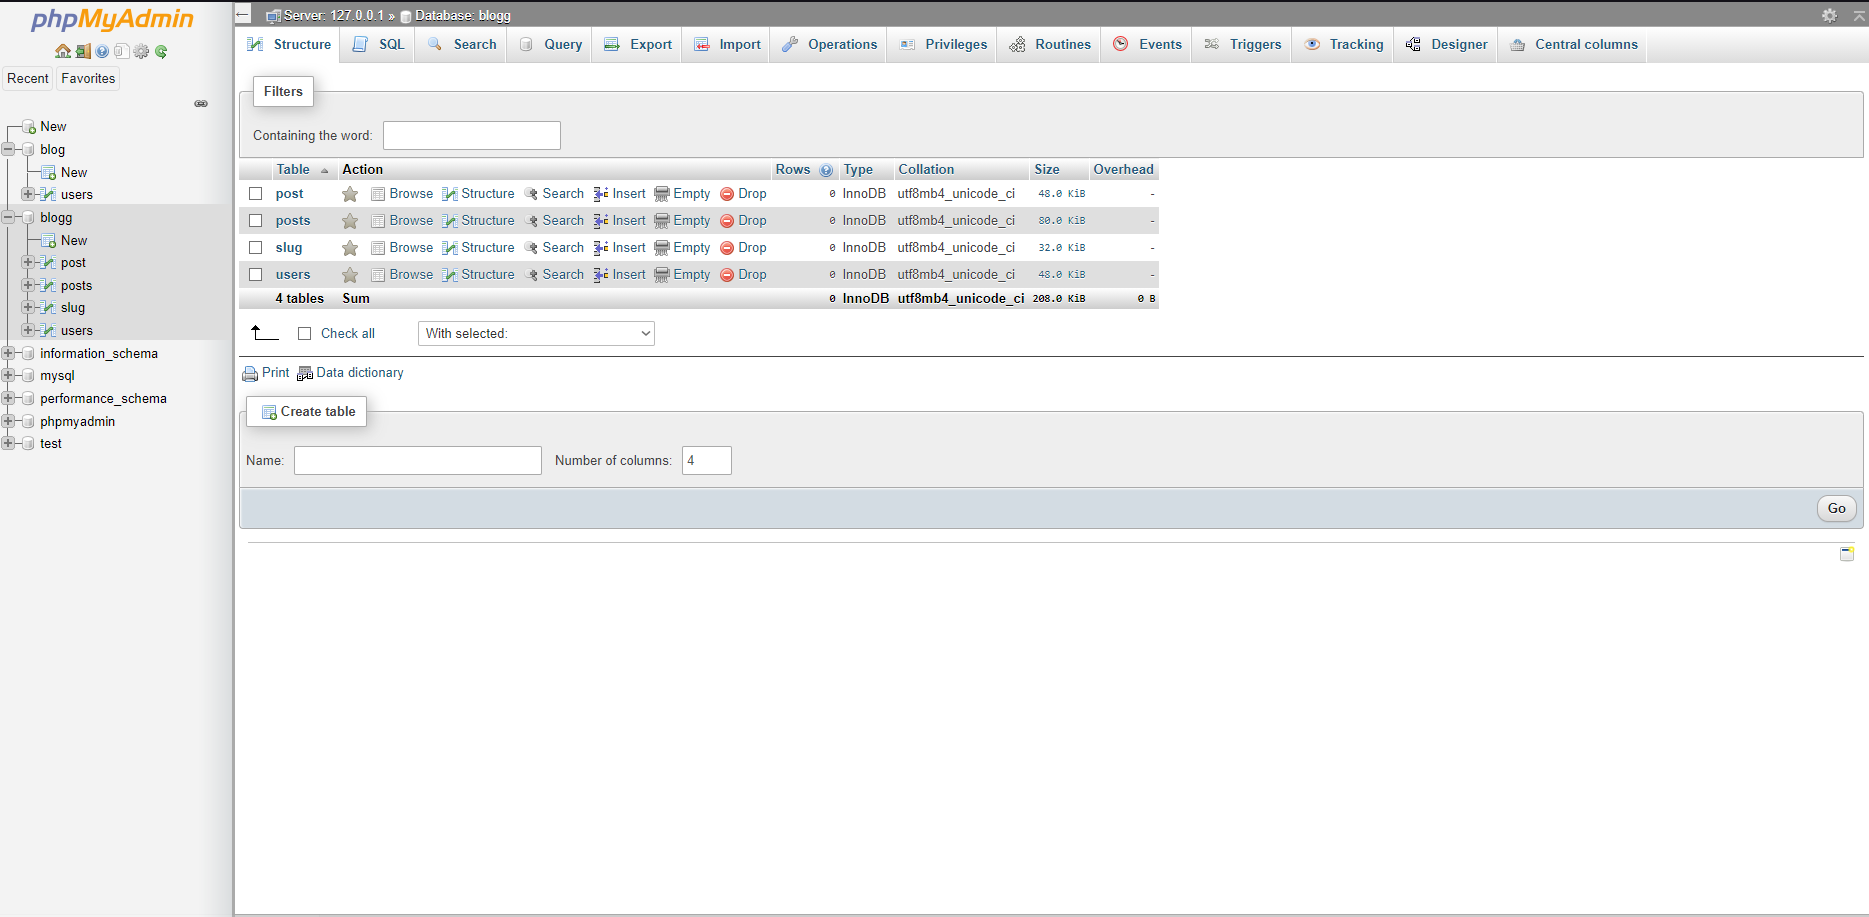 phpMyAdmin
Recent Favorites
New
blog
New
users
blogg
New
post
posts
slug
users
information_schema
mysql
performance_schema
phpmyadmin
test
Server: 127.0.0.1 » Database: blogg
Structure SQL Search Query Export Import Operations Privileges Routines Events Triggers Tracking Designer Central columns
Filters
Containing the word:
Table Action Rows Type Collation Size Overhead
post Browse Structure Search Insert Empty Drop 0 InnoDB utf8mb4_unicode_ci 48.0 KiB -
posts Browse Structure Search Insert Empty Drop 0 InnoDB utf8mb4_unicode_ci 80.0 KiB -
slug Browse Structure Search Insert Empty Drop 0 InnoDB utf8mb4_unicode_ci 32.0 KiB -
users Browse Structure Search Insert Empty Drop 0 InnoDB utf8mb4_unicode_ci 48.0 KiB -
4 tables Sum 0 InnoDB utf8mb4_unicode_ci 208.0 KiB 0 B
Check all With selected:
Print Data dictionary
Create table
Name: Number of columns: 4
Go